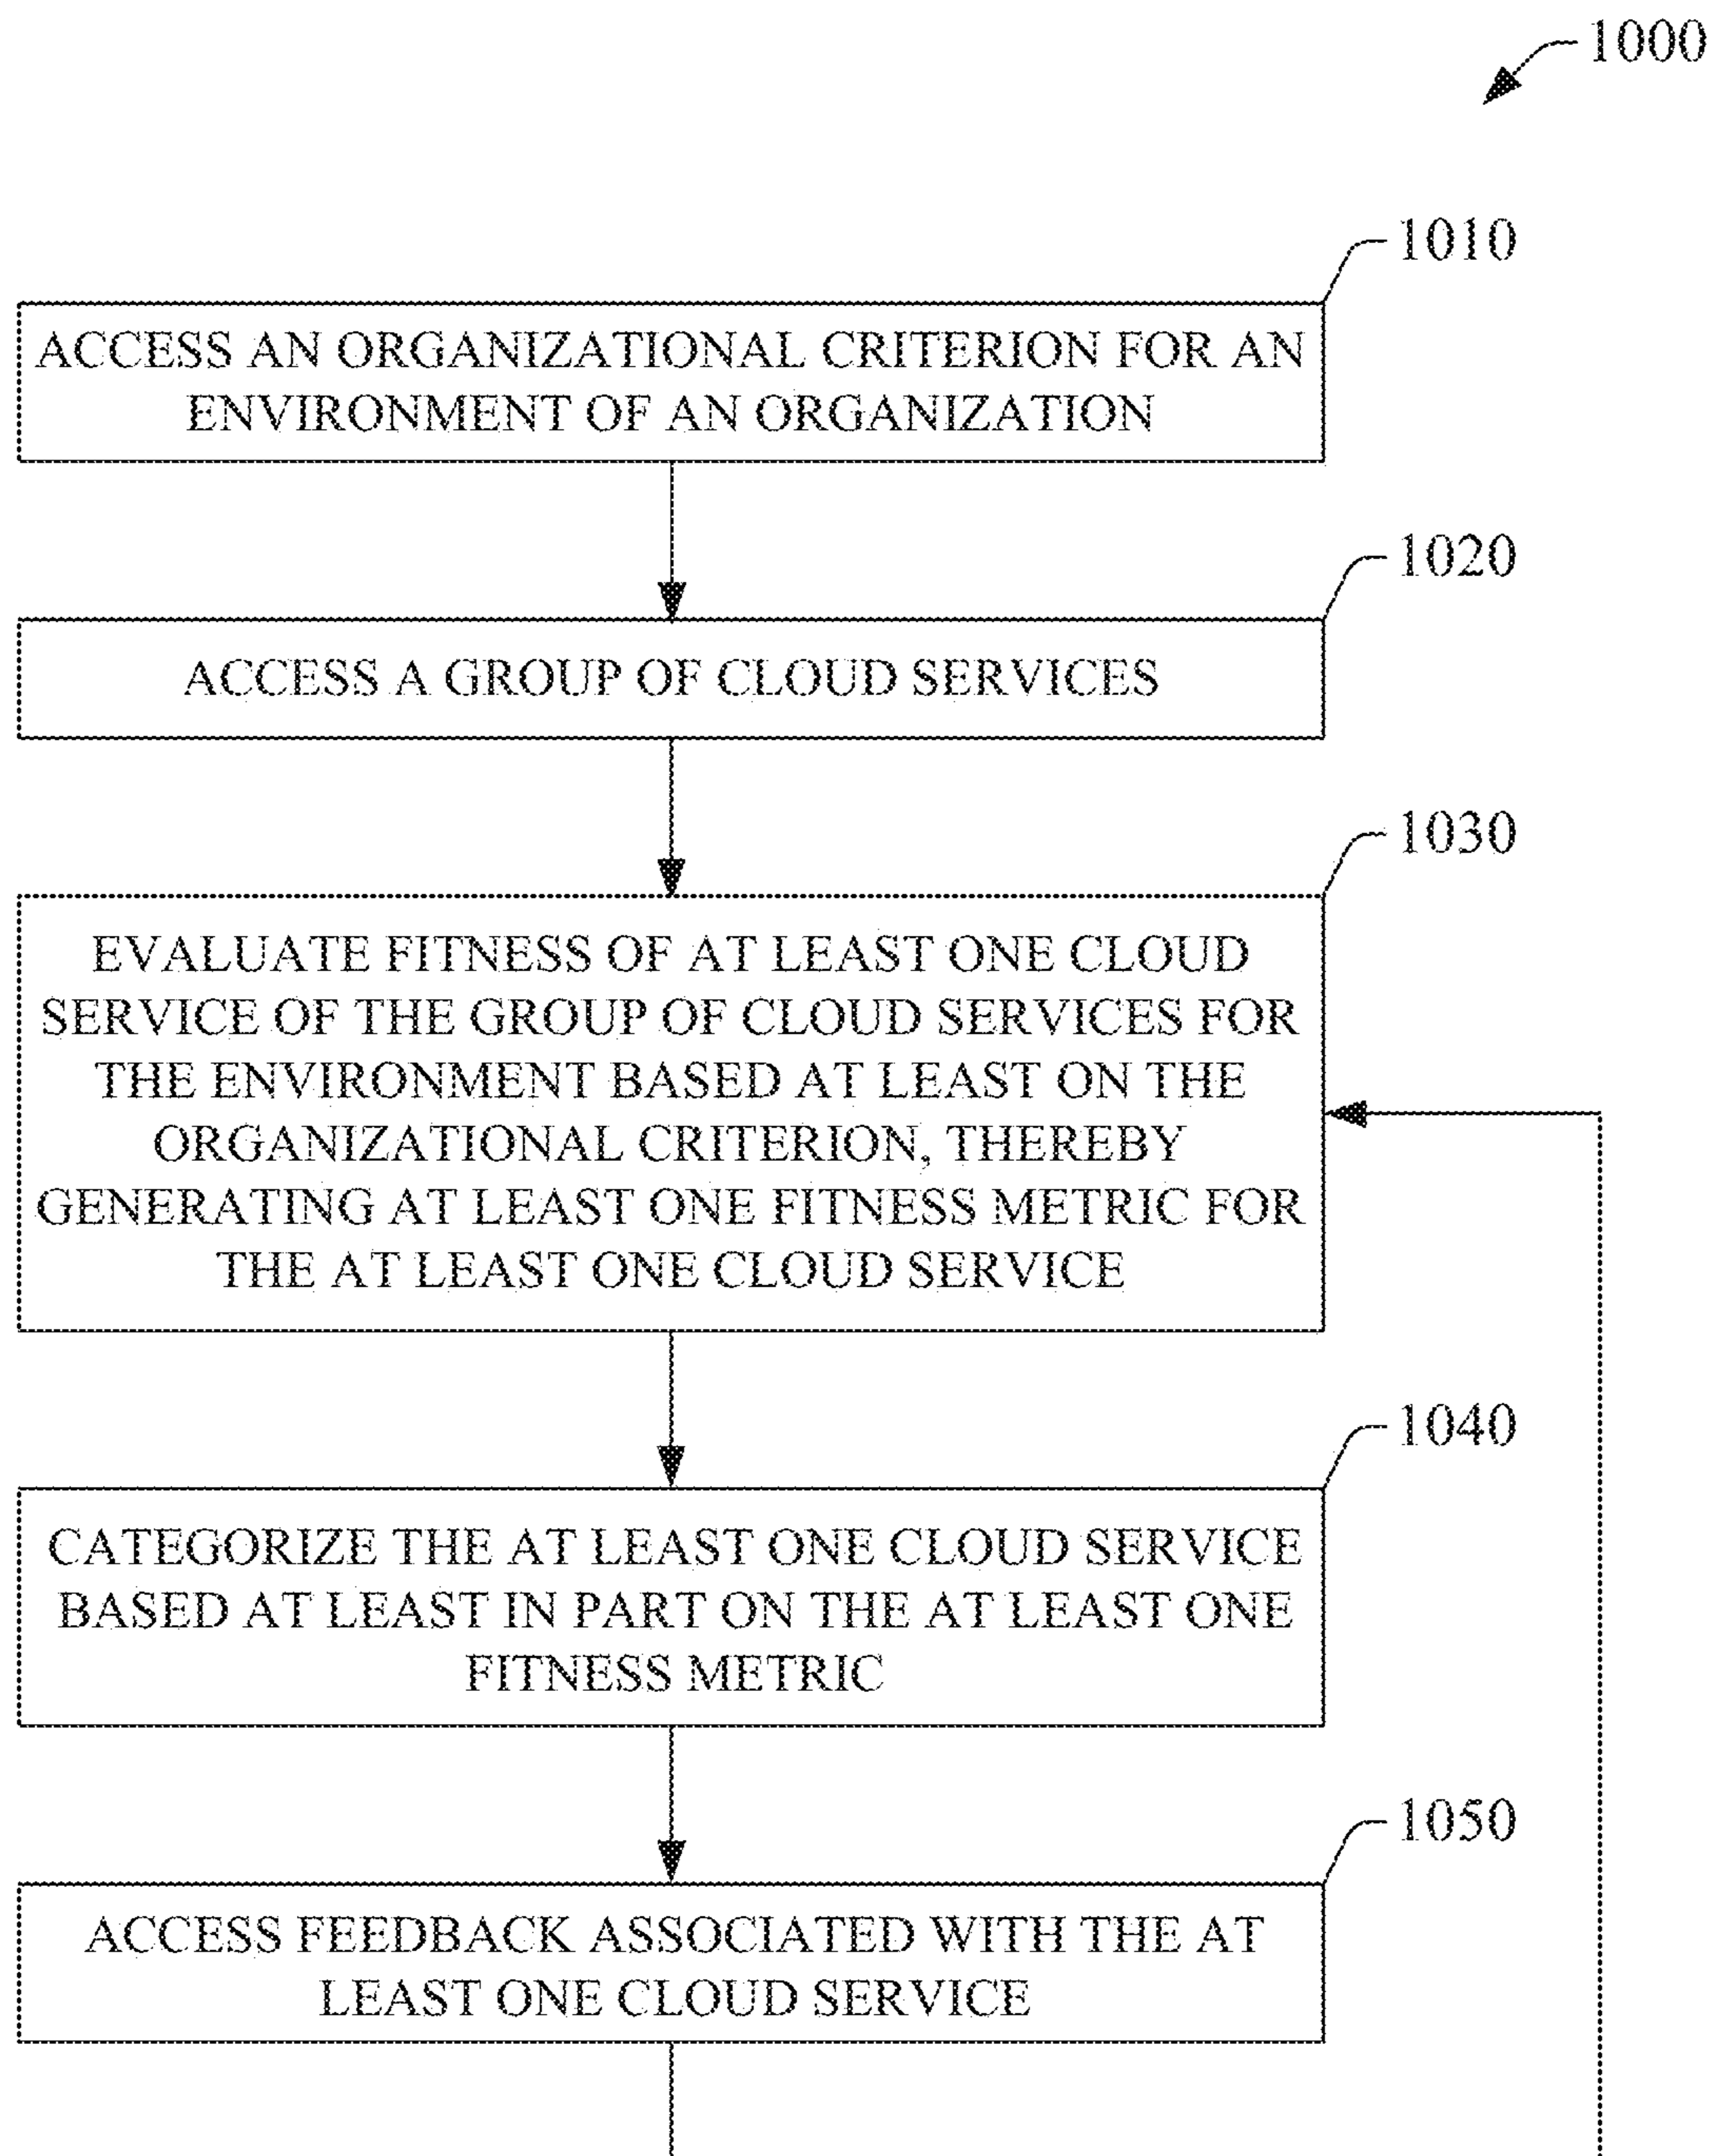 1000
1010
ACCESS AN ORGANIZATIONAL CRITERION FOR AN
ENVIRONMENT OF AN ORGANIZATION
1020
ACCESS A GROUP OF CLOUD SERVICES
1030
EVALUATE FITNESS OF AT LEAST ONE CLOUD
SERVICE OF THE GROUP OF CLOUD SERVICES FOR
THE ENVIRONMENT BASED AT LEAST ON THE
ORGANIZATIONAL CRITERION, THEREBY
GENERATING AT LEAST ONE FITNESS METRIC FOR
THE AT LEAST ONE CLOUD SERVICE
1040
CATEGORIZE THE AT LEAST ONE CLOUD SERVICE
BASED AT LEAST IN PART ON THE AT LEAST ONE
FITNESS METRIC
1050
ACCESS FEEDBACK ASSOCIATED WITH THE AT
LEAST ONE CLOUD SERVICE